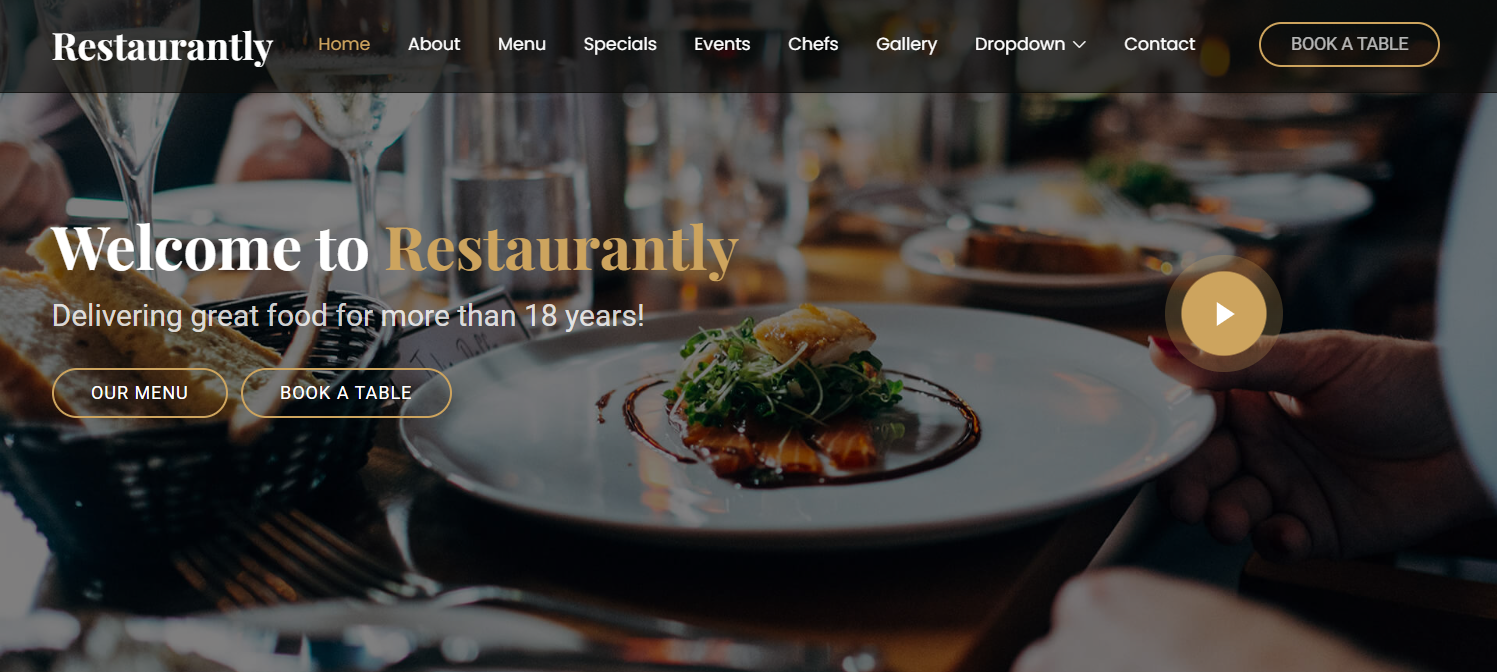 Restaurantly Home About Menu Specials Events Chefs Gallery Dropdown Contact BOOK A TABLE
Welcome to Restaurantly
Delivering great food for more than 18 years!
OUR MENU BOOK A TABLE